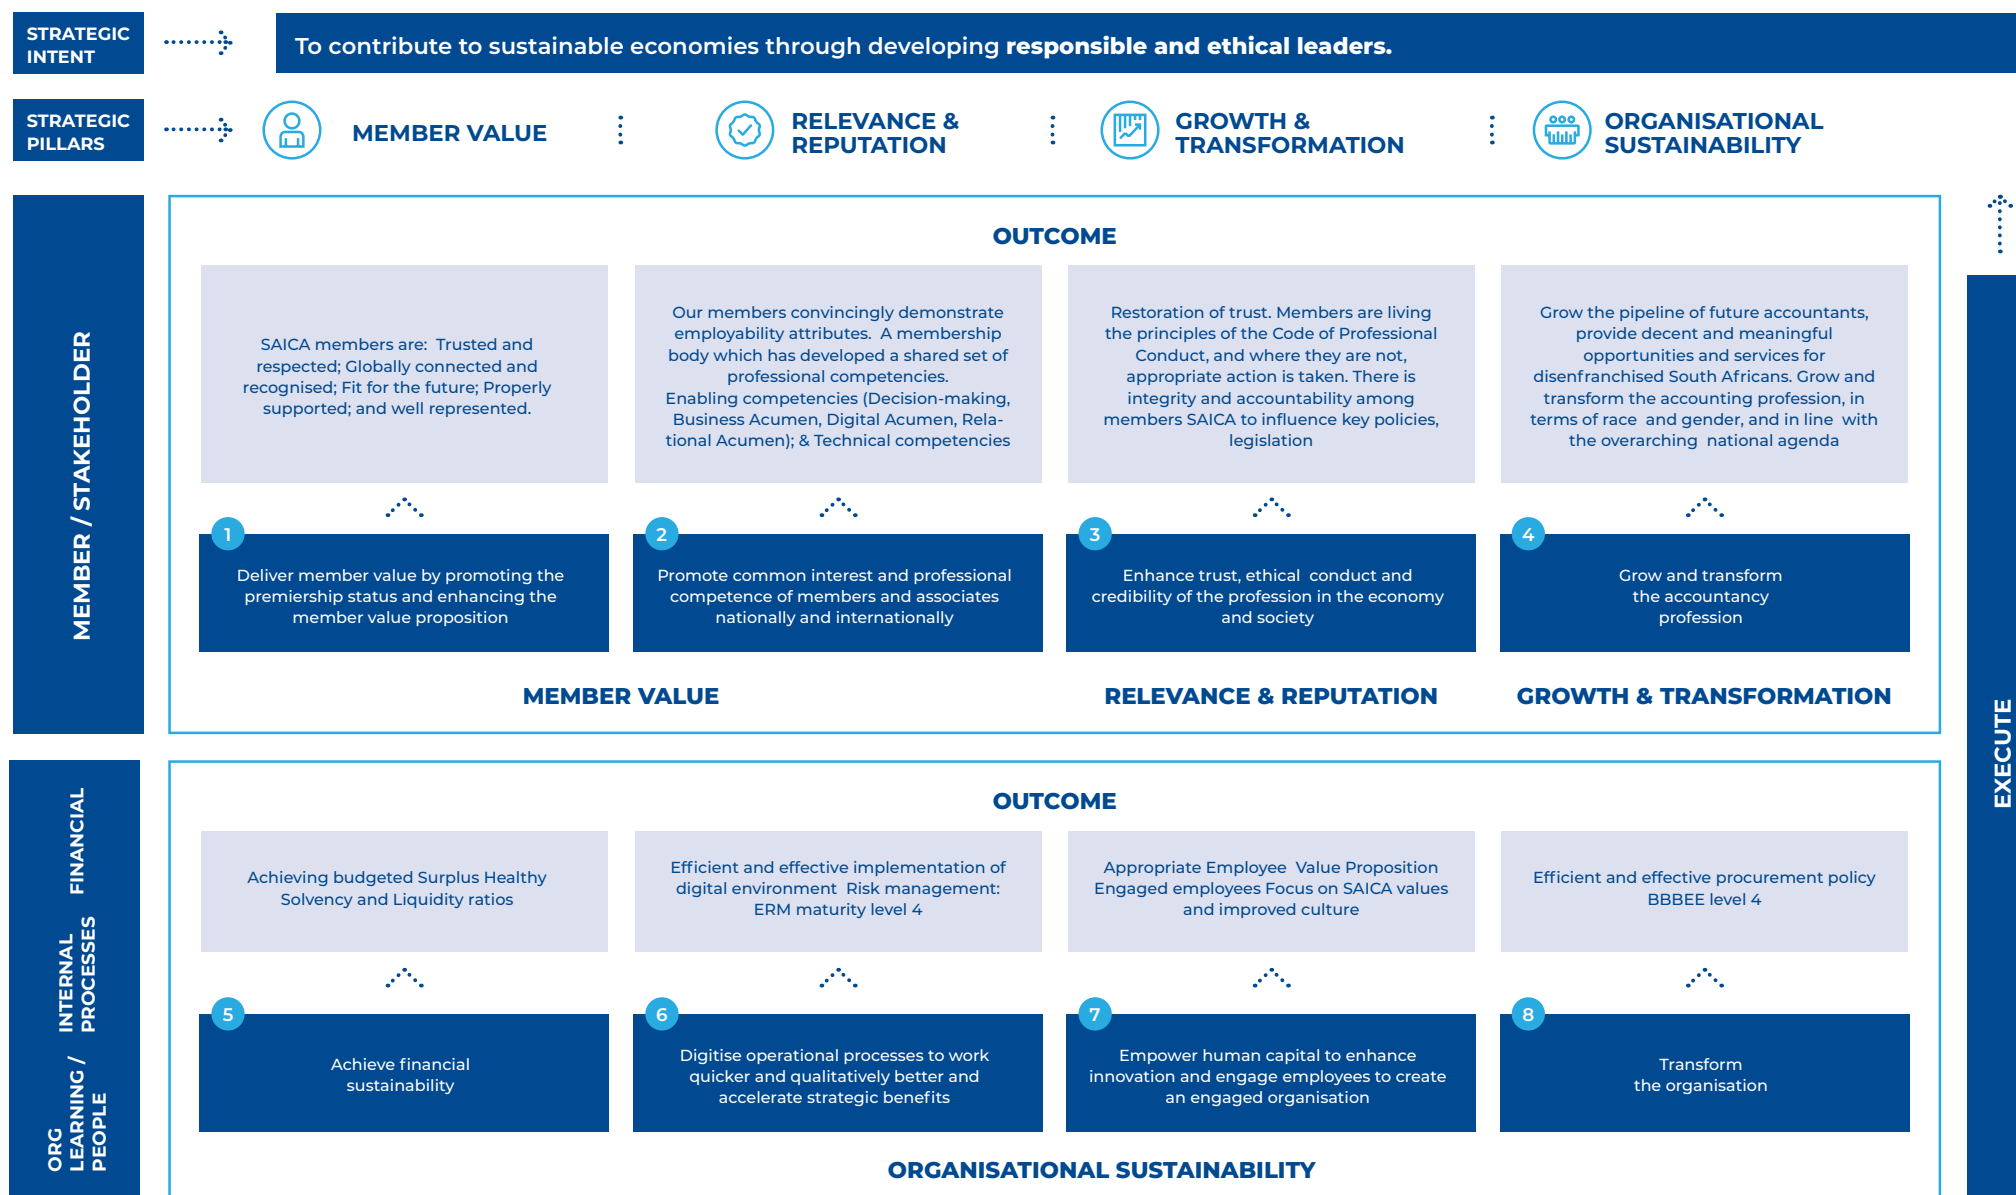 STRATEGIC
INTENT
To contribute to sustainable economies through developing responsible and ethical leaders.
STRATEGIC
PILLARS
MEMBER VALUE
RELEVANCE &
REPUTATION
GROWTH &
TRANSFORMATION
ORGANISATIONAL
SUSTAINABILITY
MEMBER / STAKEHOLDER
OUTCOME
SAICA members are:  Trusted and
respected; Globally connected and
recognised; Fit for the future; Properly
supported; and well represented.
Our members convincingly demonstrate
employability attributes.  A membership
body which has developed a shared set of
professional competencies.
Enabling competencies (Decision-making,
Business Acumen, Digital Acumen, Rela-
tional Acumen); & Technical competencies
Restoration of trust. Members are living
the principles of the Code of Professional
Conduct, and where they are not,
appropriate action is taken. There is
integrity and accountability among
members SAICA to influence key policies,
legislation
Grow the pipeline of future accountants,
provide decent and meaningful
opportunities and services for
disenfranchised South Africans. Grow and
transform the accounting profession, in
terms of race  and gender, and in line  with
the overarching  national agenda
1
Deliver member value by promoting the
premiership status and enhancing the
member value proposition
2
Promote common interest and professional
competence of members and associates
nationally and internationally
3
Enhance trust, ethical  conduct and
credibility of the profession in the economy
and society
4
Grow and transform
the accountancy
profession
MEMBER VALUE
RELEVANCE & REPUTATION
GROWTH & TRANSFORMATION
EXECUTE
FINANCIAL
INTERNAL
PROCESSES
ORG
LEARNING /
PEOPLE
OUTCOME
Achieving budgeted Surplus Healthy
Solvency and Liquidity ratios
Efficient and effective implementation of
digital environment  Risk management:
ERM maturity level 4
Appropriate Employee  Value Proposition
Engaged employees Focus on SAICA values
and improved culture
Efficient and effective procurement policy
BBBEE level 4
5
Achieve financial
sustainability
6
Digitise operational processes to work
quicker and qualitatively better and
accelerate strategic benefits
7
Empower human capital to enhance
innovation and engage employees to create
an engaged organisation
8
Transform
the organisation
ORGANISATIONAL SUSTAINABILITY